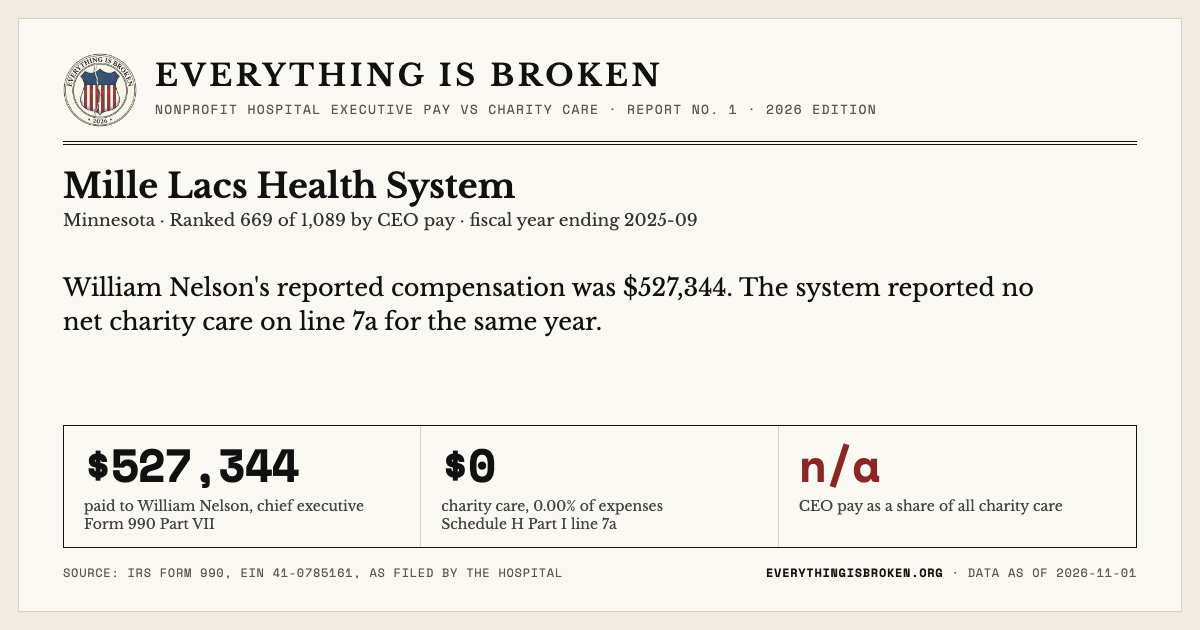 EVERYTHING IS BROKEN
2026
EVERYTHING IS BROKEN
NONPROFIT HOSPITAL EXECUTIVE PAY VS CHARITY CARE · REPORT NO. 1 · 2026 EDITION
Mille Lacs Health System
Minnesota · Ranked 669 of 1,089 by CEO pay · fiscal year ending 2025-09
William Nelson's reported compensation was $527,344. The system reported no
net charity care on line 7a for the same year.
$527,344
paid to William Nelson, chief executive
Form 990 Part VII
$0
charity care, 0.00% of expenses
Schedule H Part I line 7a
n/a
CEO pay as a share of all charity care
SOURCE: IRS FORM 990, EIN 41-0785161, AS FILED BY THE HOSPITAL
EVERYTHINGISBROKEN.ORG · DATA AS OF 2026-11-01